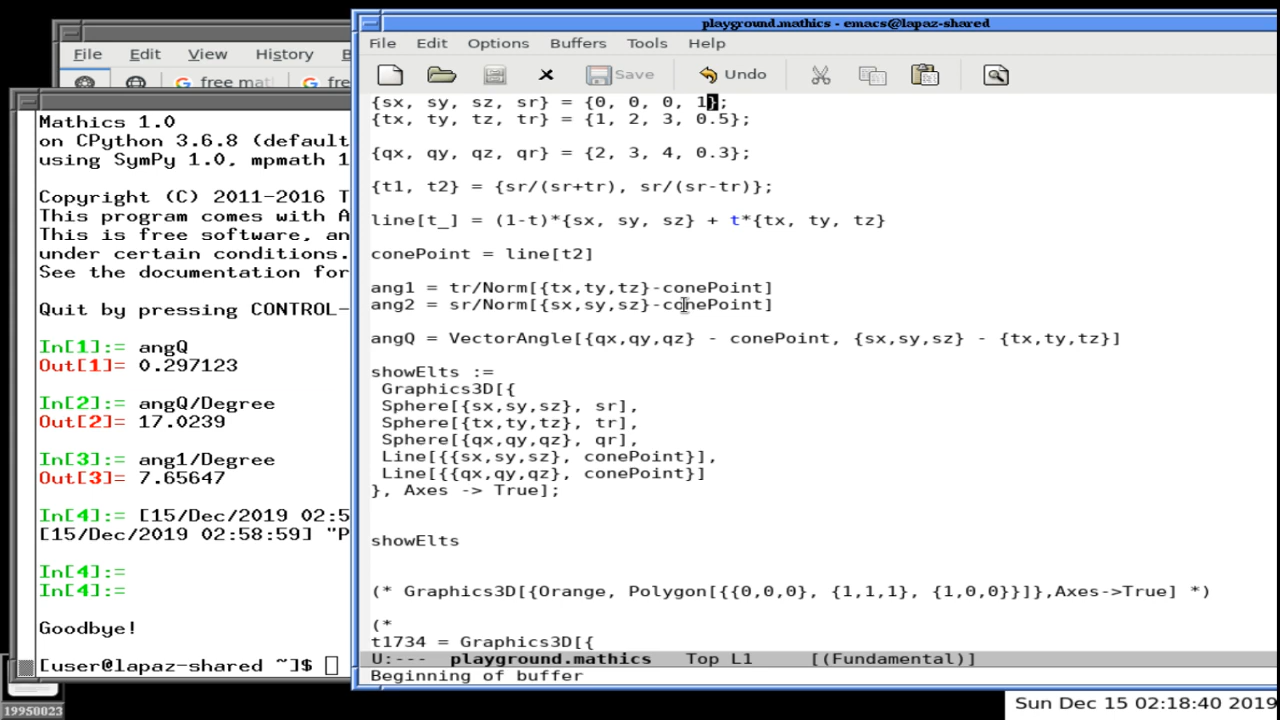 playground.mathics - emacs@lapaz-shared
File Edit View History
free mat
fre
File Edit Options Buffers Tools Help
Save Undo
Mathics 1.0
on CPython 3.6.8 (default
using SymPy 1.0, mpmath 1
Copyright (C) 2011-2016 T
This program comes with A
This is free software, an
under certain conditions.
See the documentation for
Quit by pressing CONTROL-
In[1]:= angQ
Out[1]= 0.297123
In[2]:= angQ/Degree
Out[2]= 17.0239
In[3]:= ang1/Degree
Out[3]= 7.65647
In[4]:= [15/Dec/2019 02:5
[15/Dec/2019 02:58:59] "P
In[4]:=
In[4]:=
Goodbye!
[user@lapaz-shared ~]$
{sx, sy, sz, sr} = {0, 0, 0, 1};
{tx, ty, tz, tr} = {1, 2, 3, 0.5};
{qx, qy, qz, qr} = {2, 3, 4, 0.3};
{t1, t2} = {sr/(sr+tr), sr/(sr-tr)};
line[t_] = (1-t)*{sx, sy, sz} + t*{tx, ty, tz}
conePoint = line[t2]
ang1 = tr/Norm[{tx,ty,tz}-conePoint]
ang2 = sr/Norm[{sx,sy,sz}-conePoint]
angQ = VectorAngle[{qx,qy,qz} - conePoint, {sx,sy,sz} - {tx,ty,tz}]
showElts :=
Graphics3D[{
Sphere[{sx,sy,sz}, sr],
Sphere[{tx,ty,tz}, tr],
Sphere[{qx,qy,qz}, qr],
Line[{{sx,sy,sz}, conePoint}],
Line[{{qx,qy,qz}, conePoint}]
}, Axes -> True];
showElts
(* Graphics3D[{Orange, Polygon[{{0,0,0}, {1,1,1}, {1,0,0}}]},Axes->True] *)
(*
t1734 = Graphics3D[{
U:--- playground.mathics Top L1 [(Fundamental)]
Beginning of buffer
19950023
Sun Dec 15 02:18:40 2019